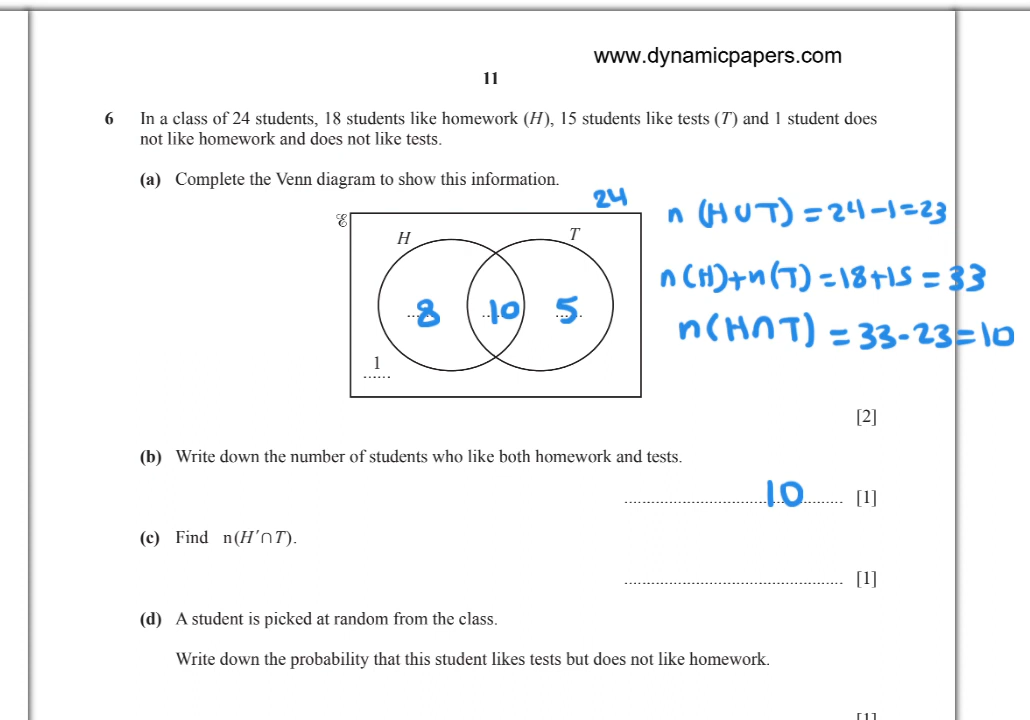 www.dynamicpapers.com
11
6 In a class of 24 students, 18 students like homework (H), 15 students like tests (T) and 1 student does
not like homework and does not like tests.
(a) Complete the Venn diagram to show this information.
24
ℰ
n (H ∪ T) = 24 - 1 = 23
H T
n(H) + n(T) = 18 + 15 = 33
8 10 5
n(H ∩ T) = 33 - 23 = 10
1
......
[2]
(b) Write down the number of students who like both homework and tests.
10 [1]
(c) Find n(H′∩T).
................................................. [1]
(d) A student is picked at random from the class.
Write down the probability that this student likes tests but does not like homework.
[1]